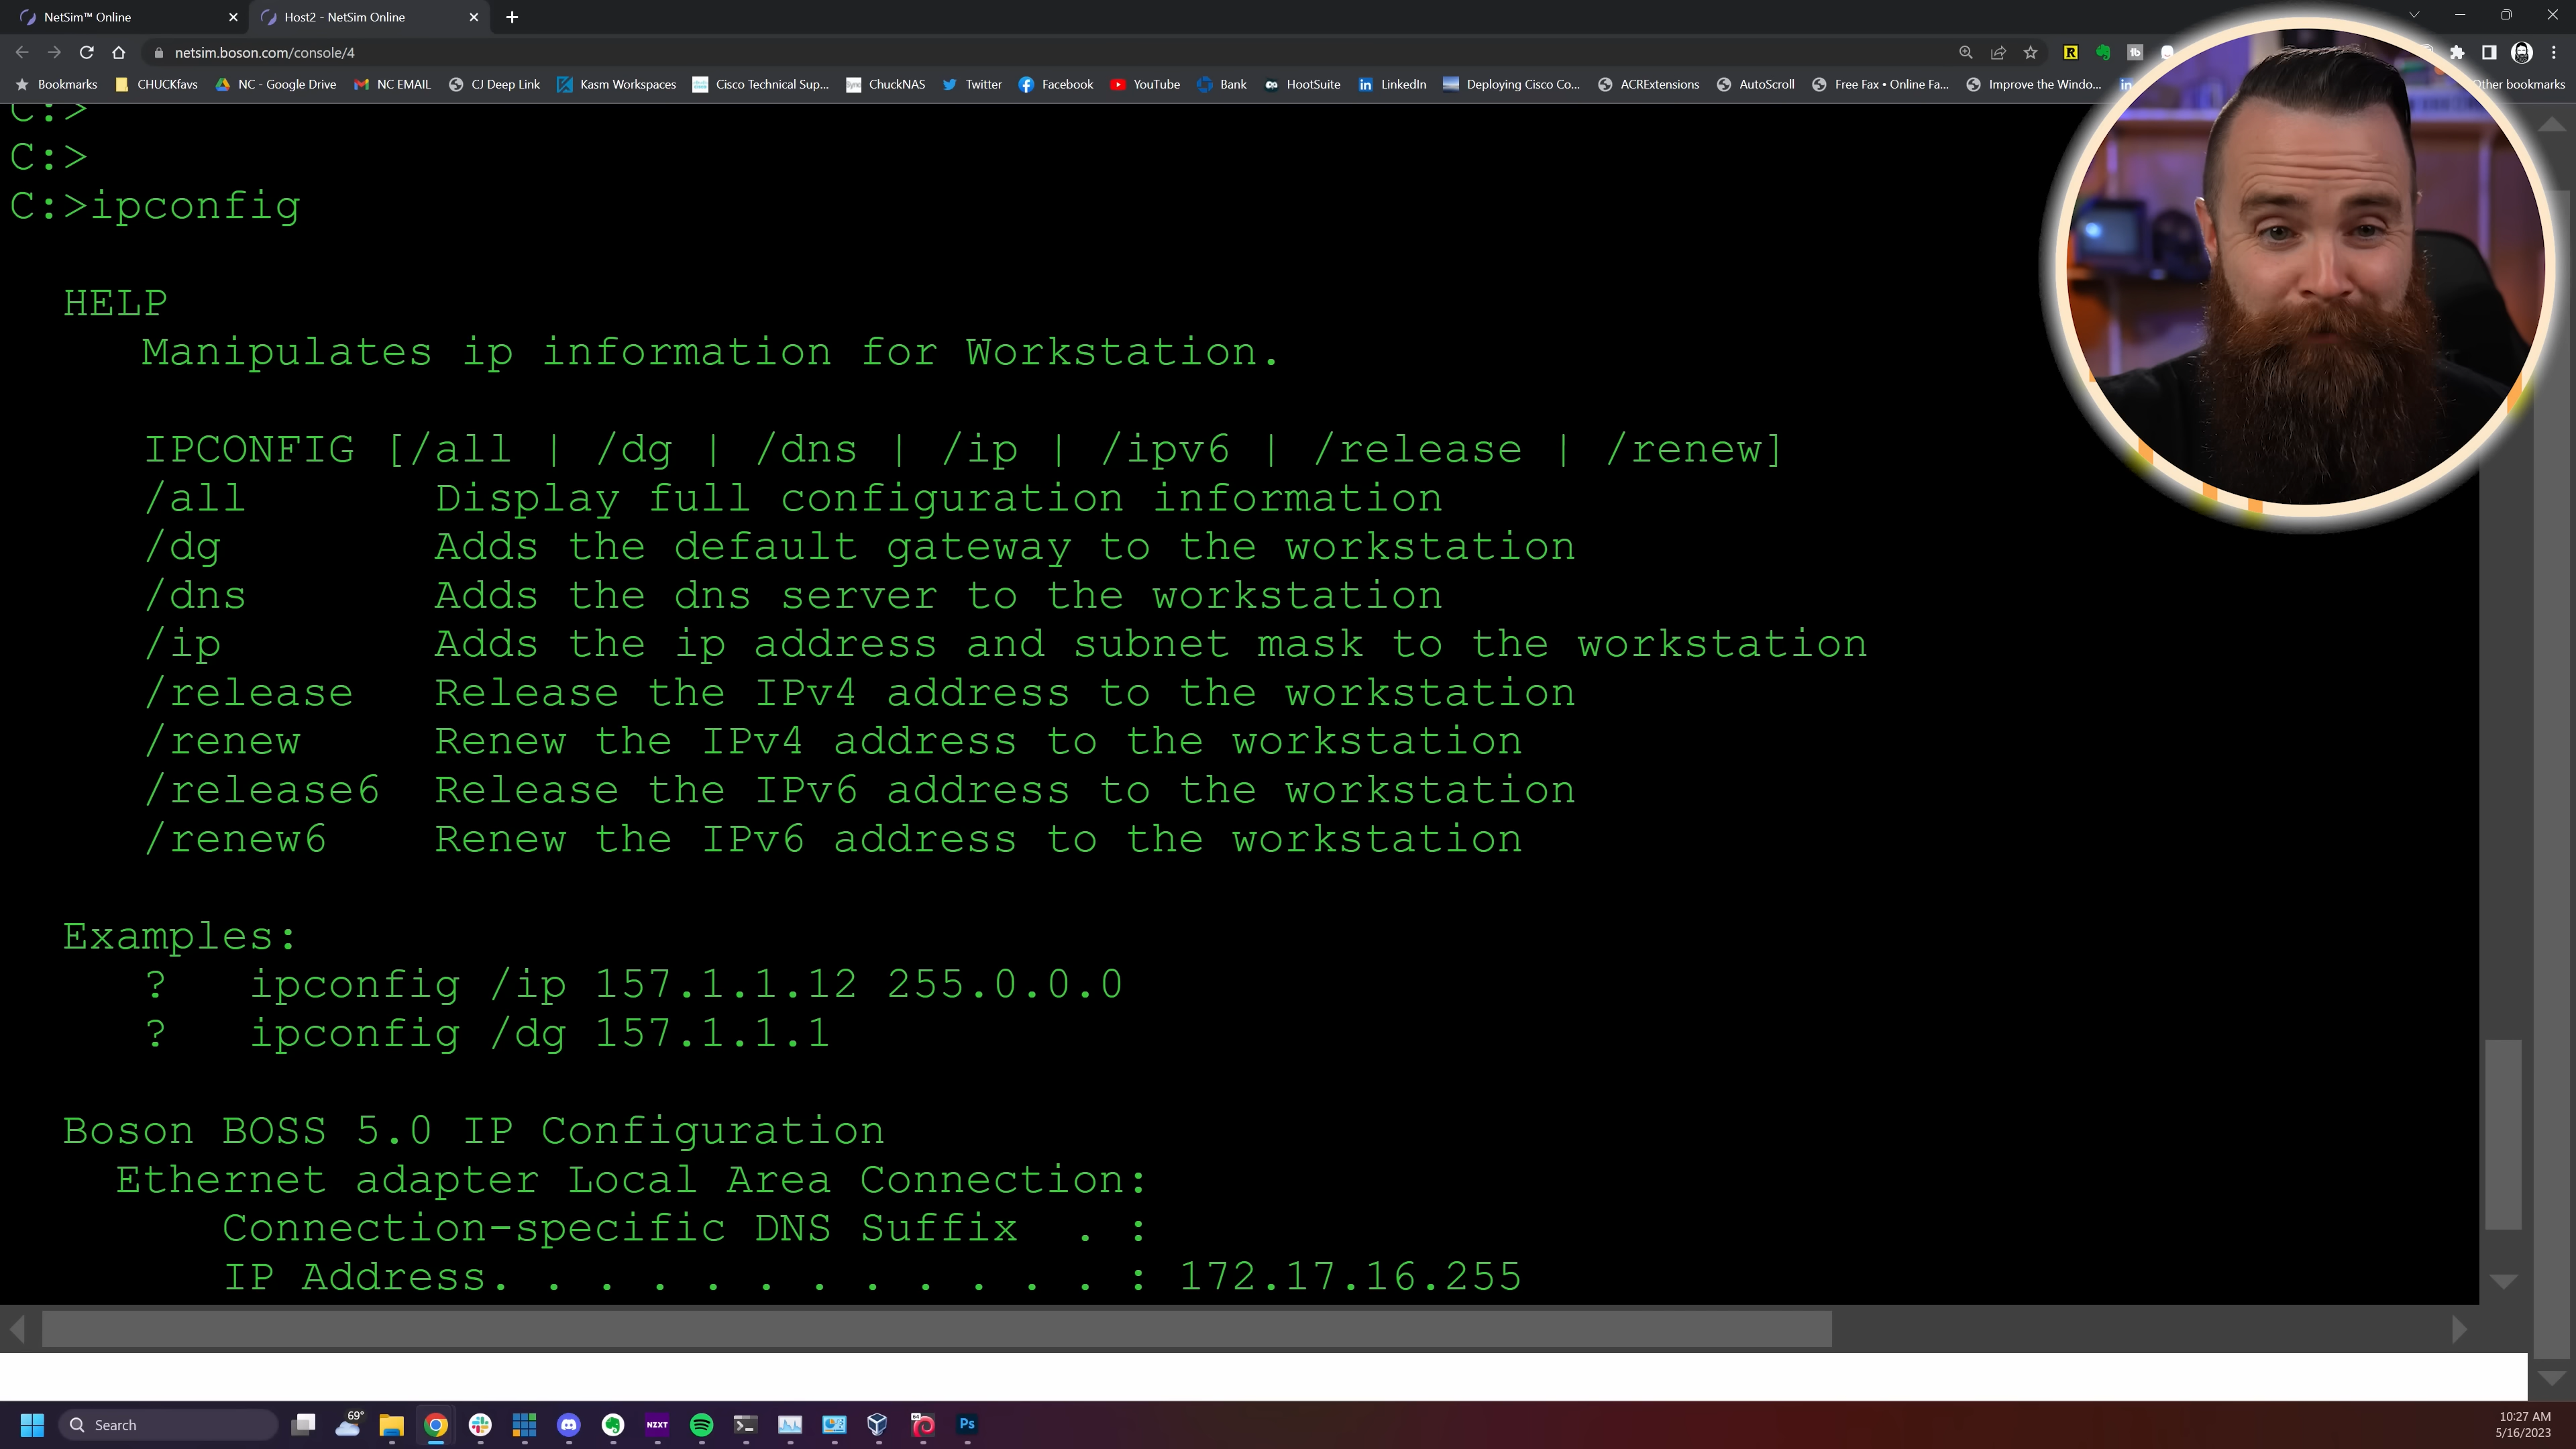 NetSim™ Online
Host2 - NetSim Online
netsim.boson.com/console/4
Bookmarks CHUCKfavs NC - Google Drive NC EMAIL CJ Deep Link Kasm Workspaces Cisco Technical Sup... ChuckNAS Twitter Facebook YouTube Bank HootSuite LinkedIn Deploying Cisco Co... ACRExtensions AutoScroll Free Fax • Online Fa... Improve the Windo... Other bookmarks
C:>
C:>
C:>ipconfig
HELP
Manipulates ip information for Workstation.
IPCONFIG [/all | /dg | /dns | /ip | /ipv6 | /release | /renew]
/all Display full configuration information
/dg Adds the default gateway to the workstation
/dns Adds the dns server to the workstation
/ip Adds the ip address and subnet mask to the workstation
/release Release the IPv4 address to the workstation
/renew Renew the IPv4 address to the workstation
/release6 Release the IPv6 address to the workstation
/renew6 Renew the IPv6 address to the workstation
Examples:
? ipconfig /ip 157.1.1.12 255.0.0.0
? ipconfig /dg 157.1.1.1
Boson BOSS 5.0 IP Configuration
Ethernet adapter Local Area Connection:
Connection-specific DNS Suffix . :
IP Address. . . . . . . . . . . . : 172.17.16.255
Search
69°
NZXT
Ps
10:27 AM
5/16/2023